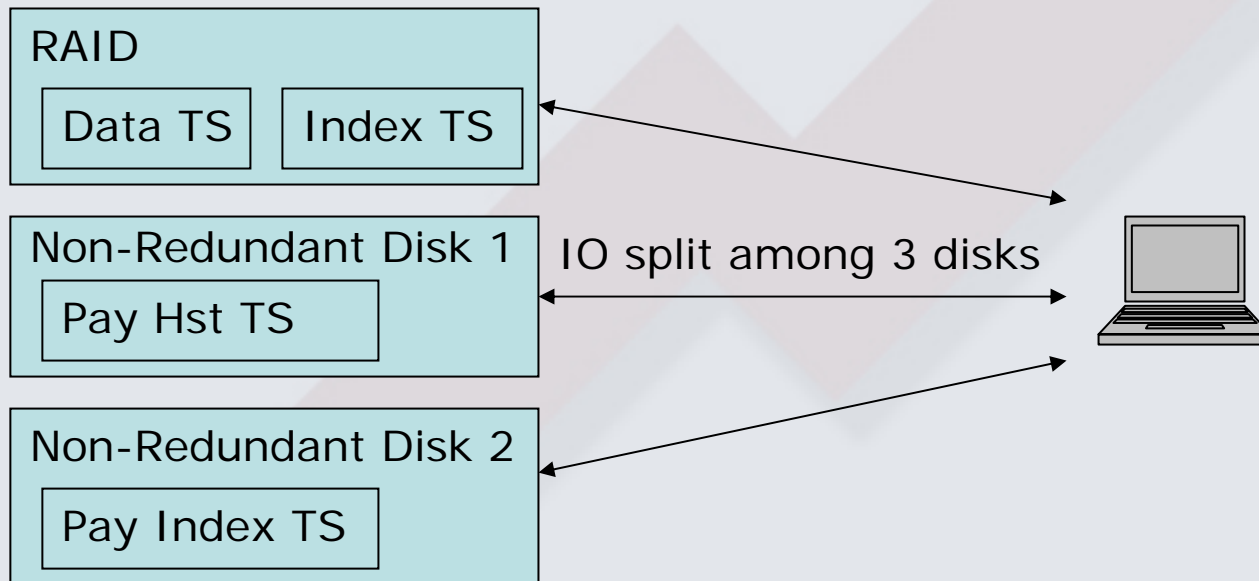 RAID
Data TS
Index TS
Non-Redundant Disk 1
Pay Hst TS
IO split among 3 disks
Non-Redundant Disk 2
Pay Index TS